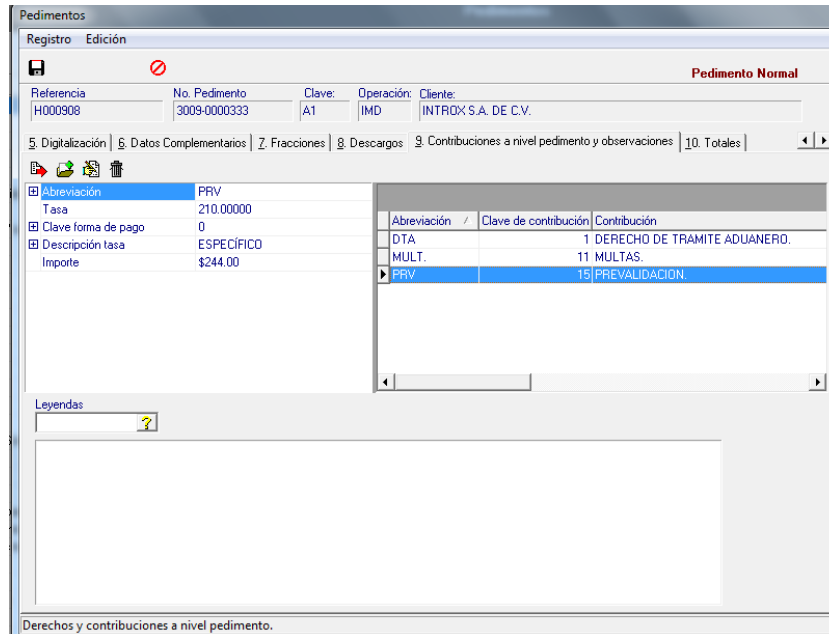 Pedimentos
Registro Edición
Pedimento Normal
Referencia No. Pedimento Clave: Operación: Cliente:
H000908 3009-0000333 A1 IMD INTROX S.A. DE C.V.
5. Digitalización 6. Datos Complementarios 7. Fracciones 8. Descargos 9. Contribuciones a nivel pedimento y observaciones 10. Totales
Abreviación PRV
Tasa 210.00000
Clave forma de pago 0
Descripción tasa ESPECÍFICO
Importe $244.00
Abreviación / Clave de contribución Contribución
DTA 1 DERECHO DE TRAMITE ADUANERO.
MULT. 11 MULTAS.
PRV 15 PREVALIDACION.
Leyendas
?
Derechos y contribuciones a nivel pedimento.